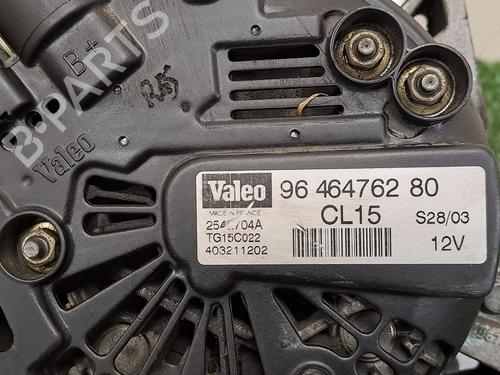 B+
Valeo
Valeo
MADE IN FRANCE
96 464762 80
CL15
S28/03
TG15C022
403211202
12V
B-PARTS